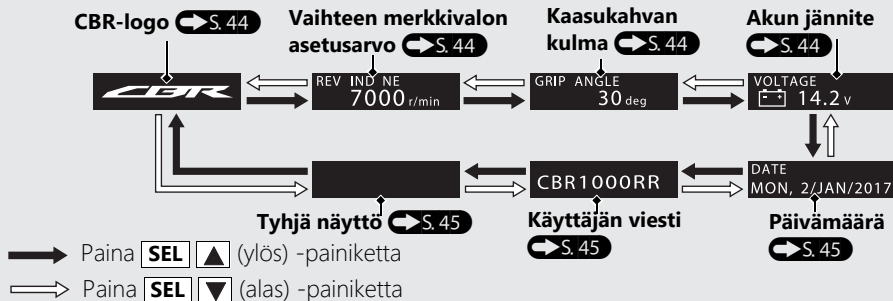 CBR-logo S. 44
Vaihteen merkkivalon
asetusarvo S. 44
Kaasukahvan
kulma S. 44
Akun jännite
S. 44
CBR
REV IND NE
7000 r/min
GRIP ANGLE
30 deg
VOLTAGE
14.2 V
CBR1000RR
DATE
MON, 2/JAN/2017
Tyhjä näyttö S. 45
Käyttäjän viesti
S. 45
Päivämäärä
S. 45
Paina SEL ▲ (ylös) -painiketta
Paina SEL ▼ (alas) -painiketta